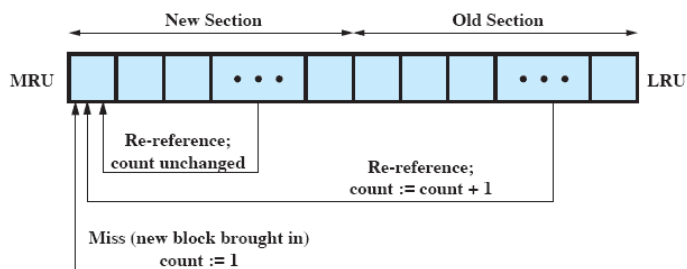 New Section
Old Section
MRU
• • •
• • •
LRU
Re-reference;
count unchanged
Re-reference;
count := count + 1
Miss (new block brought in)
count := 1